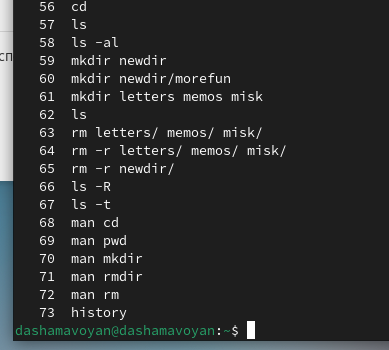 56 cd
57 ls
58 ls -al
59 mkdir newdir
60 mkdir newdir/morefun
61 mkdir letters memos misk
62 ls
63 rm letters/ memos/ misk/
64 rm -r letters/ memos/ misk/
65 rm -r newdir/
66 ls -R
67 ls -t
68 man cd
69 man pwd
70 man mkdir
71 man rmdir
72 man rm
73 history
dashamavoyan@dashamavoyan:~$